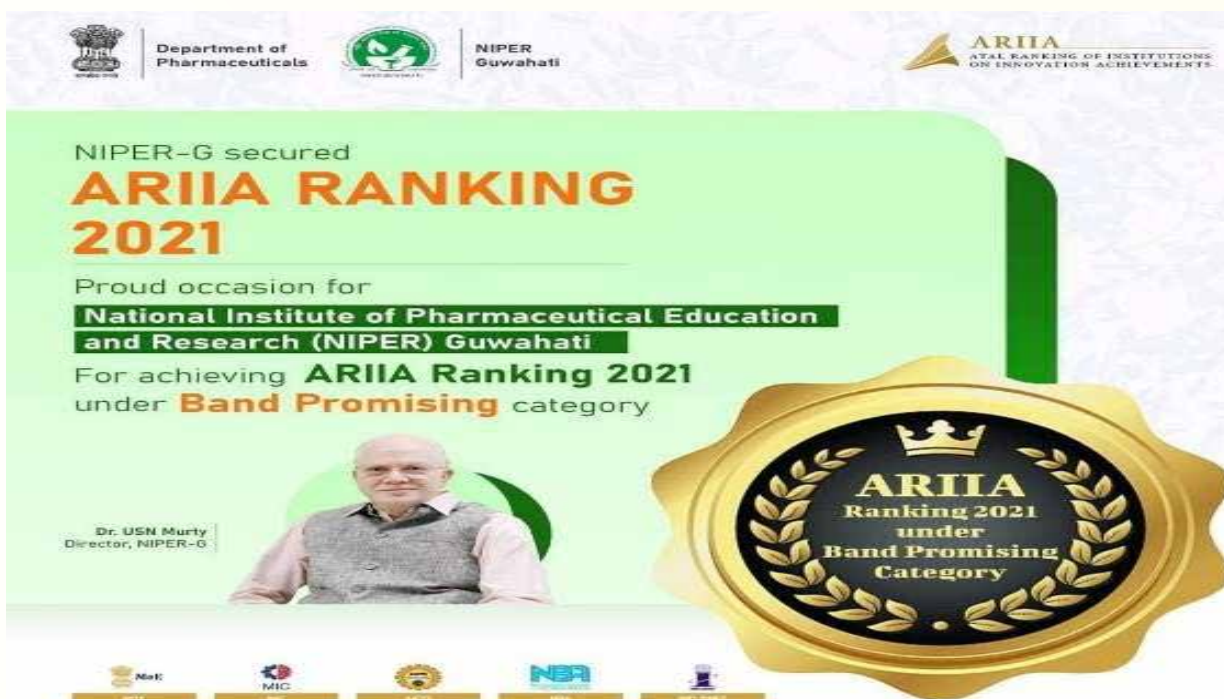 Department of
Pharmaceuticals
NIPER
Guwahati
ARIIA
ATAL RANKING OF INSTITUTIONS
ON INNOVATION ACHIEVEMENTS
NIPER-G secured
ARIIA RANKING
2021
Proud occasion for
National Institute of Pharmaceutical Education
and Research (NIPER) Guwahati
For achieving ARIIA Ranking 2021
under Band Promising category
Dr. USN Murty
Director, NIPER-G
ARIIA
Ranking 2021
under
Band Promising
Category
MoE
MIC
NBA